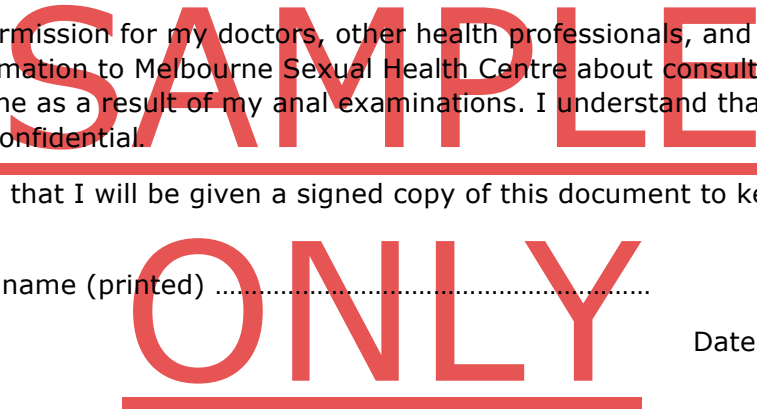 SAMPLE
rmission for my doctors, other health professionals, and
rmation to Melbourne Sexual Health Centre about consult
ne as a result of my anal examinations. I understand tha
onfidential.
that I will be given a signed copy of this document to ke
ONLY
name (printed) ……………………………………………….
Date